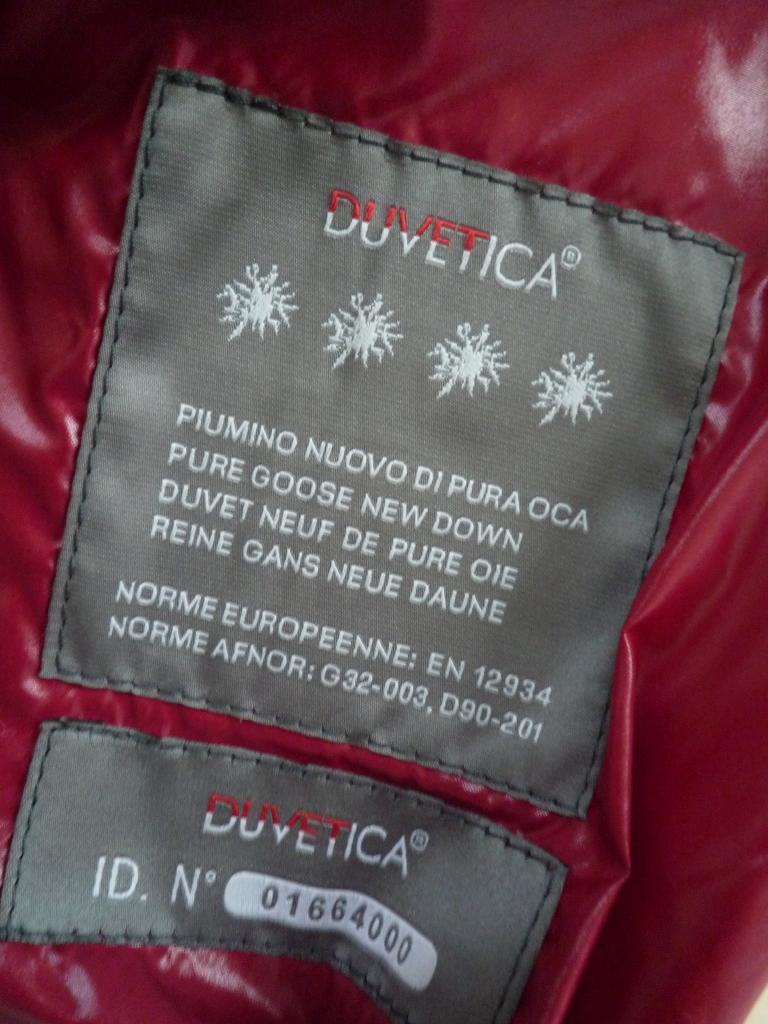 DUVETICA®
PIUMINO NUOVO DI PURA OCA
PURE GOOSE NEW DOWN
DUVET NEUF DE PURE OIE
REINE GANS NEUE DAUNE
NORME EUROPEENNE: EN 12934
NORME AFNOR: G32-003, D90-201
DUVETICA®
ID. N° 01664000